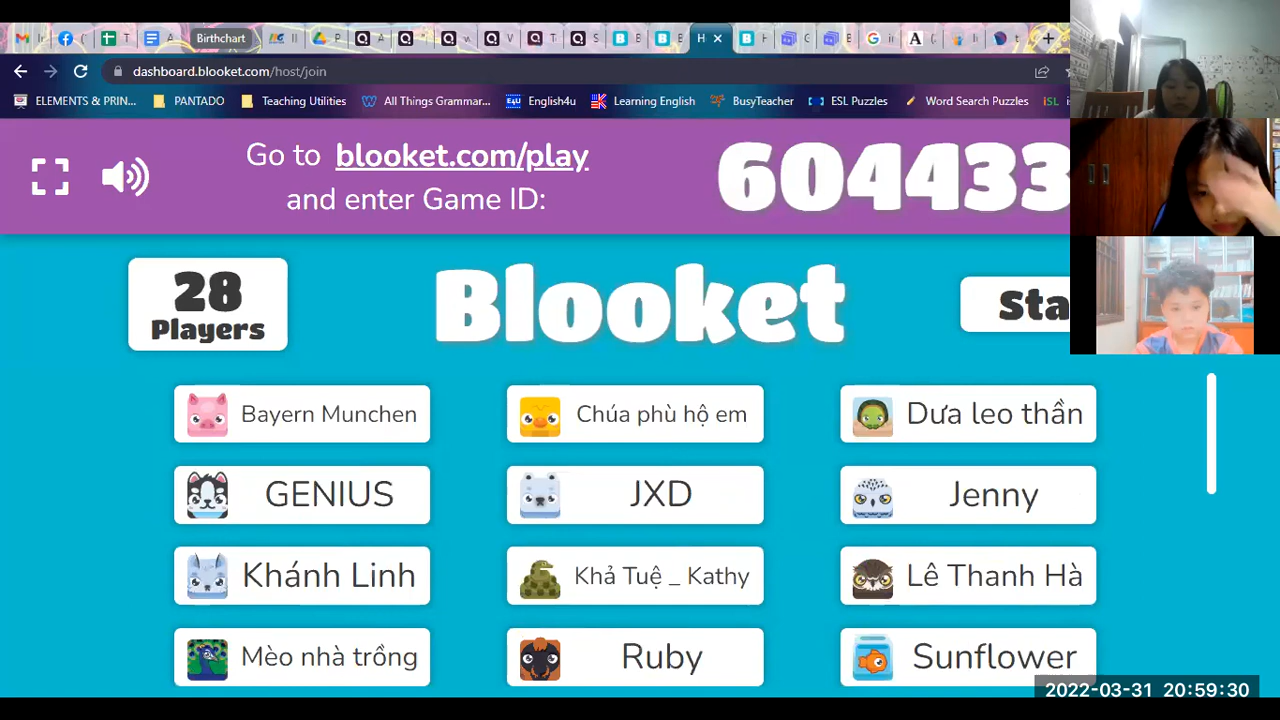 Birthchart
dashboard.blooket.com/host/join
ELEMENTS & PRIN... PANTADO Teaching Utilities All Things Grammar... English4u Learning English BusyTeacher ESL Puzzles Word Search Puzzles iSL
Go to blooket.com/play
and enter Game ID:
604433
28
Players
Blooket
Sta
Bayern Munchen
Chúa phù hộ em
Dưa leo thần
GENIUS
JXD
Jenny
Khánh Linh
Khả Tuệ _ Kathy
Lê Thanh Hà
Mèo nhà trồng
Ruby
Sunflower
2022-03-31 20:59:30